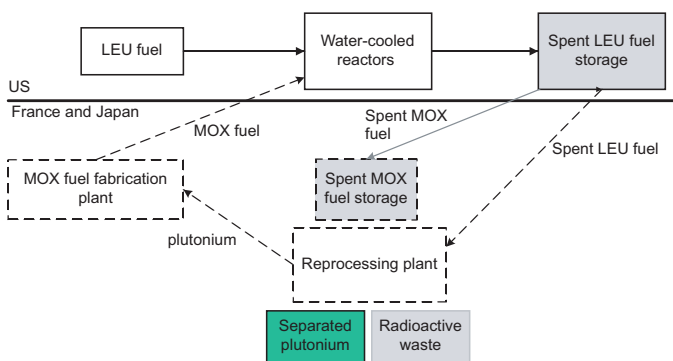 LEU fuel
Water-cooled
reactors
Spent LEU fuel
storage
US
France and Japan
MOX fuel
Spent MOX
fuel
Spent LEU fuel
MOX fuel fabrication
plant
Spent MOX
fuel storage
plutonium
Reprocessing plant
Separated
plutonium
Radioactive
waste